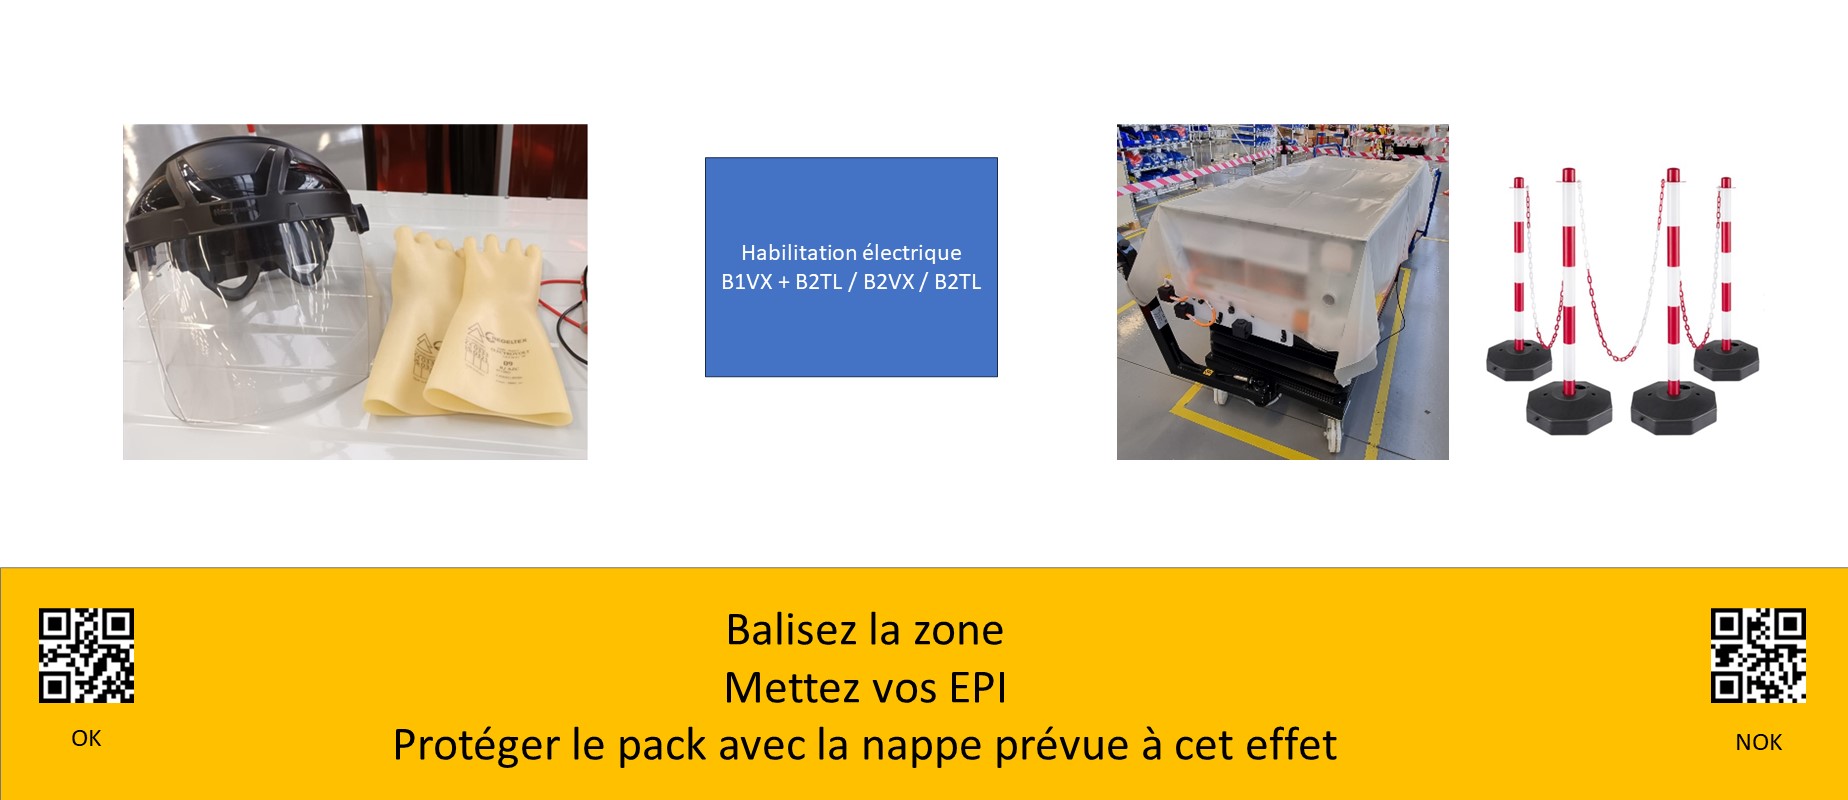 Habilitation électrique
B1VX + B2TL / B2VX / B2TL
09
Balisez la zone
Mettez vos EPI
Protéger le pack avec la nappe prévue à cet effet
OK
NOK